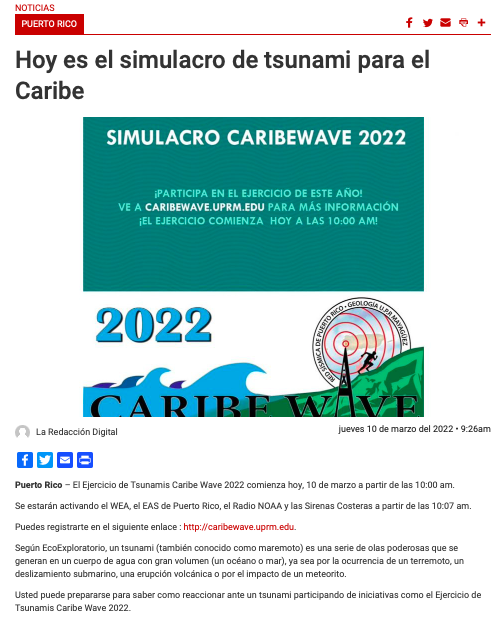 NOTICIAS
PUERTO RICO
Hoy es el simulacro de tsunami para el
Caribe
SIMULACRO CARIBEWAVE 2022
¡PARTICIPA EN EL EJERCICIO DE ESTE AÑO!
VE A CARIBEWAVE.UPRM.EDU PARA MÁS INFORMACIÓN
¡EL EJERCICIO COMIENZA HOY A LAS 10:00 AM!
2022
RED SÍSMICA DE PUERTO RICO • GEOLOGÍA U.P.R MAYAGÜEZ
CARIBE WAVE
La Redacción Digital
jueves 10 de marzo del 2022 • 9:26am
Puerto Rico – El Ejercicio de Tsunamis Caribe Wave 2022 comienza hoy, 10 de marzo a partir de las 10:00 am.
Se estarán activando el WEA, el EAS de Puerto Rico, el Radio NOAA y las Sirenas Costeras a partir de las 10:07 am.
Puedes registrarte en el siguiente enlace : http://caribewave.uprm.edu.
Según EcoExploratorio, un tsunami (también conocido como maremoto) es una serie de olas poderosas que se
generan en un cuerpo de agua con gran volumen (un océano o mar), ya sea por la ocurrencia de un terremoto, un
deslizamiento submarino, una erupción volcánica o por el impacto de un meteorito.
Usted puede prepararse para saber como reaccionar ante un tsunami participando de iniciativas como el Ejercicio de
Tsunamis Caribe Wave 2022.